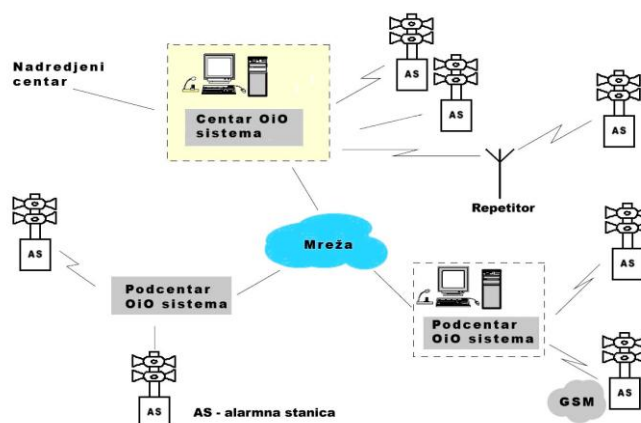 Nadredjeni
centar
Centar OiO
sistema
AS
AS
AS
Repetitor
AS
Mreža
AS
Podcentar
OiO sistema
Podcentar
OiO sistema
AS
GSM
AS
AS - alarmna stanica